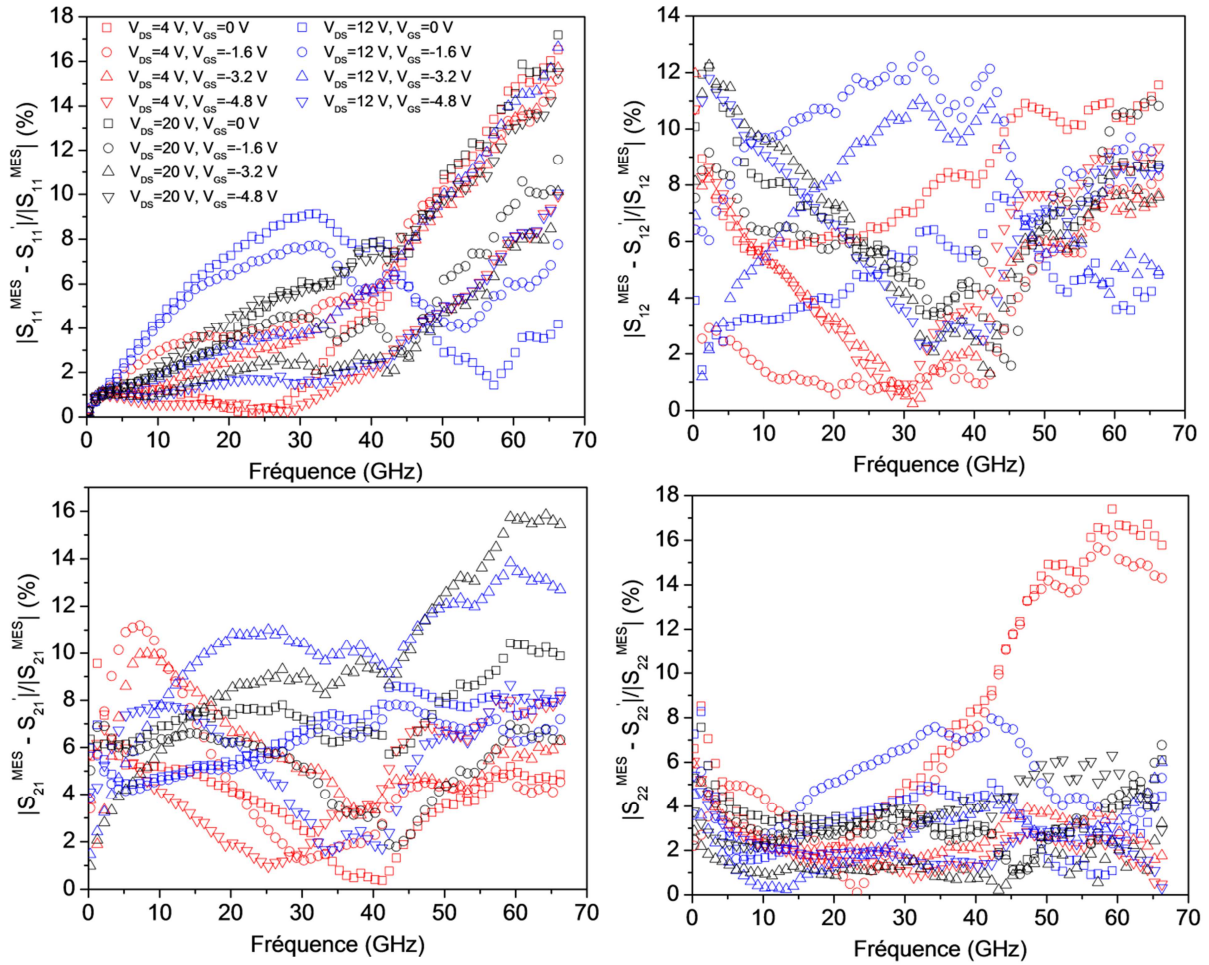 |S11^MES - S11'|/|S11^MES| (%)
18
16
14
12
10
8
6
4
2
0
V_DS=4 V, V_GS=0 V
V_DS=4 V, V_GS=-1.6 V
V_DS=4 V, V_GS=-3.2 V
V_DS=4 V, V_GS=-4.8 V
V_DS=20 V, V_GS=0 V
V_DS=20 V, V_GS=-1.6 V
V_DS=20 V, V_GS=-3.2 V
V_DS=20 V, V_GS=-4.8 V
V_DS=12 V, V_GS=0 V
V_DS=12 V, V_GS=-1.6 V
V_DS=12 V, V_GS=-3.2 V
V_DS=12 V, V_GS=-4.8 V
0 10 20 30 40 50 60 70
Fréquence (GHz)
|S12^MES - S12'|/|S12^MES| (%)
14
12
10
8
6
4
2
0
0 10 20 30 40 50 60 70
Fréquence (GHz)
|S21^MES - S21'|/|S21^MES| (%)
16
14
12
10
8
6
4
2
0
0 10 20 30 40 50 60 70
Fréquence (GHz)
|S22^MES - S22'|/|S22^MES| (%)
18
16
14
12
10
8
6
4
2
0
0 10 20 30 40 50 60 70
Fréquence (GHz)